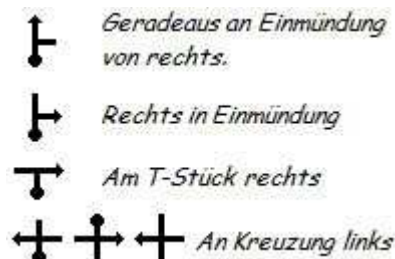 Geradeaus an Einmündung
von rechts.
Rechts in Einmündung
Am T-Stück rechts
An Kreuzung links